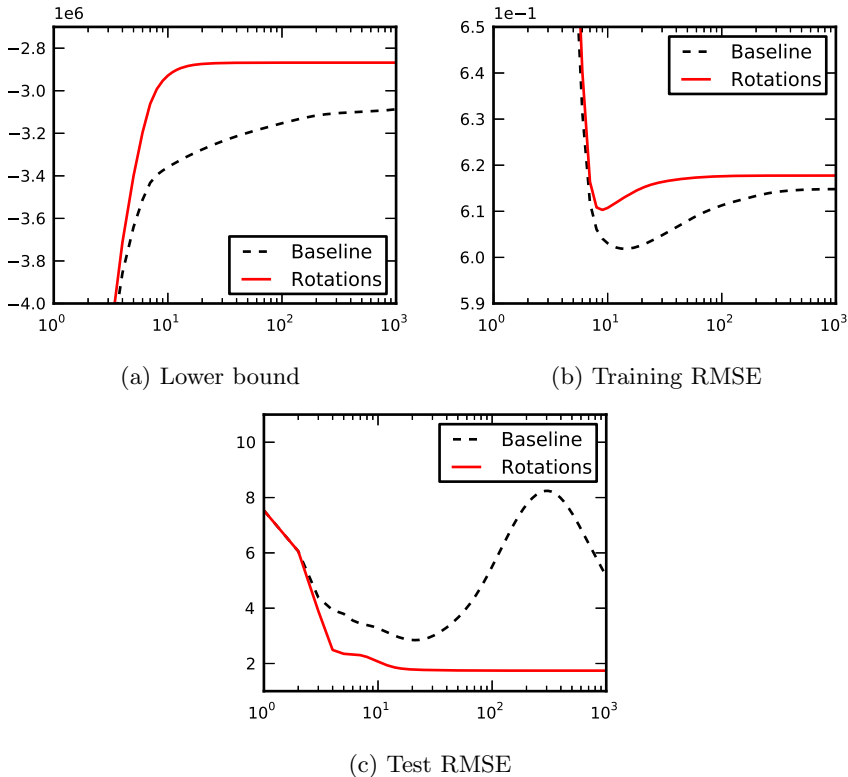 1e6
−2.8
−3.0
−3.2
−3.4
−3.6
−3.8
−4.0
Baseline
Rotations
10^0 10^1 10^2 10^3
(a) Lower bound
1e−1
6.5
6.4
6.3
6.2
6.1
6.0
5.9
Baseline
Rotations
10^0 10^1 10^2 10^3
(b) Training RMSE
10
8
6
4
2
Baseline
Rotations
10^0 10^1 10^2 10^3
(c) Test RMSE